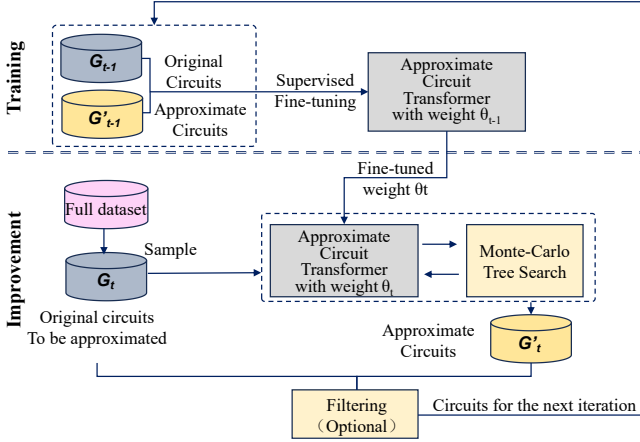 Training
G_{t-1}
G'_{t-1}
Original
Circuits
Approximate
Circuits
Supervised
Fine-tuning
Approximate
Circuit
Transformer
with weight θ_{t-1}
Fine-tuned
weight θt
Improvement
Full dataset
G_t
Sample
Original circuits
To be approximated
Approximate
Circuit
Transformer
with weight θ_t
Monte-Carlo
Tree Search
Approximate
Circuits
G'_t
Filtering
（Optional）
Circuits for the next iteration